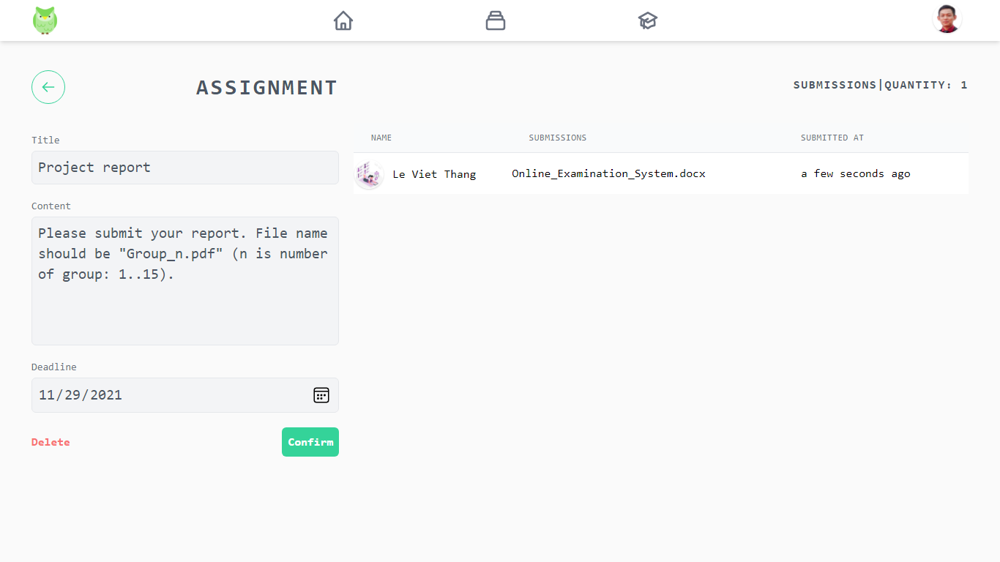 ASSIGNMENT
SUBMISSIONS|QUANTITY: 1
Title
Project report
Content
Please submit your report. File name
should be "Group_n.pdf" (n is number
of group: 1..15).
Deadline
11/29/2021
Delete
Confirm
NAME SUBMISSIONS SUBMITTED AT
Le Viet Thang Online_Examination_System.docx a few seconds ago